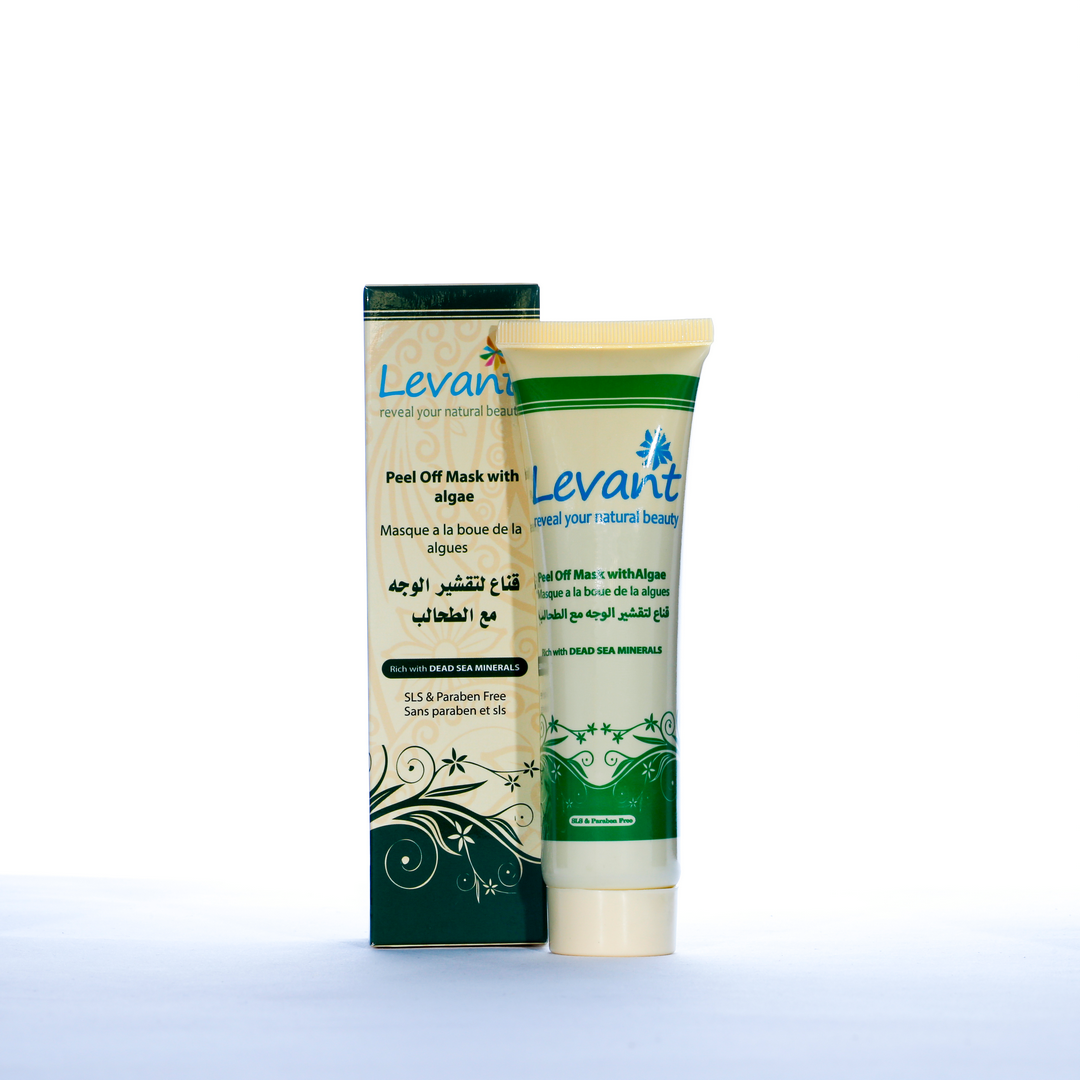 Levant
reveal your natural beaut
Peel Off Mask with
algae
Masque a la boue de la
algues
قناع لتقشير الوجه
مع الطحالب
Rich with DEAD SEA MINERALS
SLS & Paraben Free
Sans paraben et sls
Levant
reveal your natural beauty
Peel Off Mask withAlgae
Masque a la boue de la algues
قناع لتقشير الوجه مع الطحالب
Rich with DEAD SEA MINERALS
SLS & Paraben Free